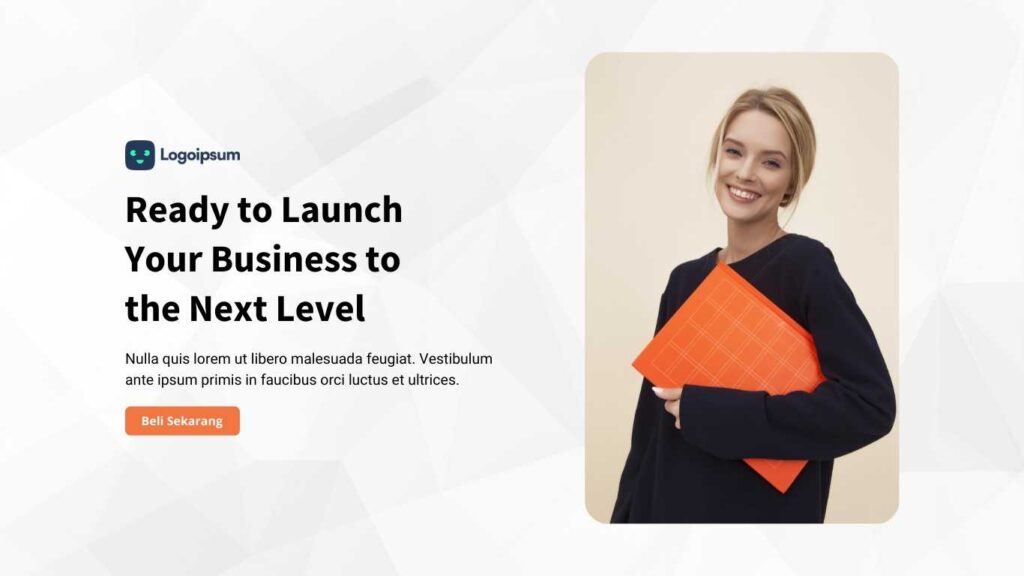 Logoipsum
Ready to Launch
Your Business to
the Next Level
Nulla quis lorem ut libero malesuada feugiat. Vestibulum
ante ipsum primis in faucibus orci luctus et ultrices.
Beli Sekarang